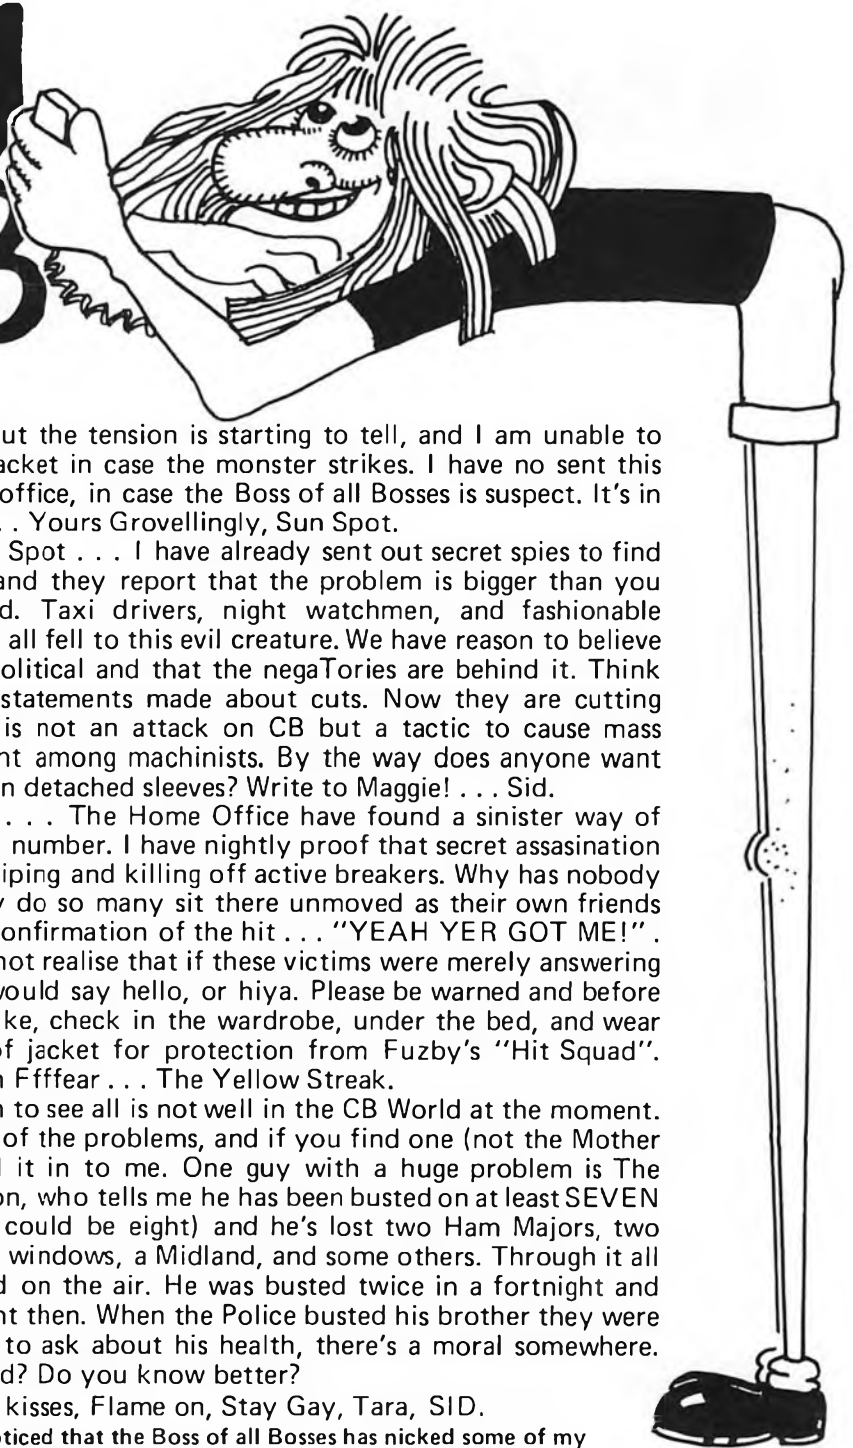 ut the tension is starting to tell, and I am unable to
acket in case the monster strikes. I have no sent this
office, in case the Boss of all Bosses is suspect. It's in
. . Yours Grovellingly, Sun Spot.
Spot . . . I have already sent out secret spies to find
and they report that the problem is bigger than you
d. Taxi drivers, night watchmen, and fashionable
all fell to this evil creature. We have reason to believe
olitical and that the negaTories are behind it. Think
statements made about cuts. Now they are cutting
is not an attack on CB but a tactic to cause mass
nt among machinists. By the way does anyone want
n detached sleeves? Write to Maggie! . . . Sid.
. . . The Home Office have found a sinister way of
number. I have nightly proof that secret assasination
iping and killing off active breakers. Why has nobody
y do so many sit there unmoved as their own friends
onfirmation of the hit . . . "YEAH YER GOT ME!" .
not realise that if these victims were merely answering
would say hello, or hiya. Please be warned and before
ke, check in the wardrobe, under the bed, and wear
of jacket for protection from Fuzby's "Hit Squad".
n Ffffear . . . The Yellow Streak.
n to see all is not well in the CB World at the moment.
of the problems, and if you find one (not the Mother
l it in to me. One guy with a huge problem is The
on, who tells me he has been busted on at least SEVEN
could be eight) and he's lost two Ham Majors, two
windows, a Midland, and some others. Through it all
d on the air. He was busted twice in a fortnight and
nt then. When the Police busted his brother they were
to ask about his health, there's a moral somewhere.
d? Do you know better?
kisses, Flame on, Stay Gay, Tara, SID.
oticed that the Boss of all Bosses has nicked some of my